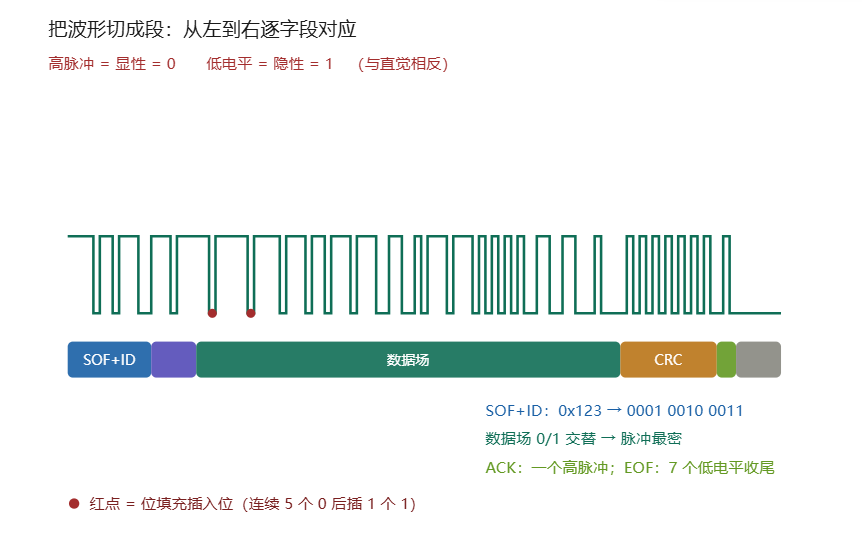 把波形切成段：从左到右逐字段对应
高脉冲 = 显性 = 0 低电平 = 隐性 = 1 （与直觉相反）
SOF+ID 数据场 CRC
SOF+ID：0x123 → 0001 0010 0011
数据场 0/1 交替 → 脉冲最密
ACK：一个高脉冲；EOF：7 个低电平收尾
红点 = 位填充插入位（连续 5 个 0 后插 1 个 1）